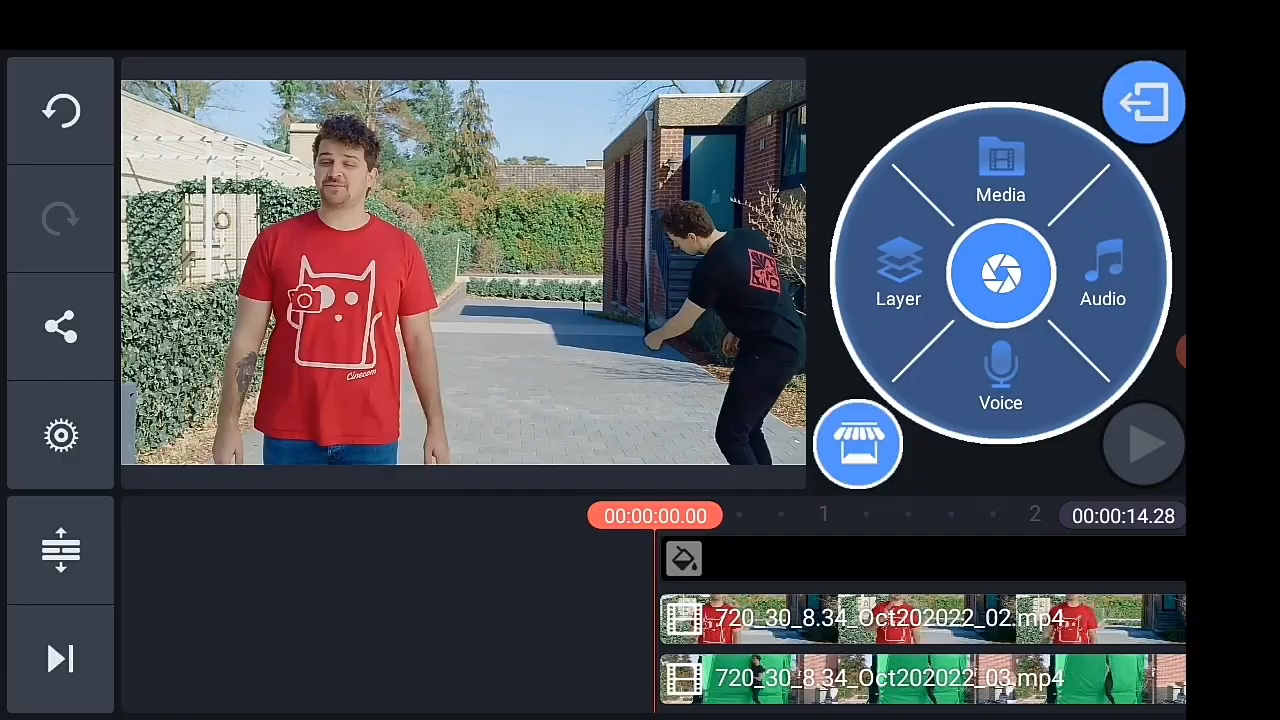 Media
Layer
Audio
Voice
Cinecom
00:00:00.00
1
2
00:00:14.28
720_30_8.34_Oct202022_02.mp4
720_30_8.34_Oct202022_03.mp4